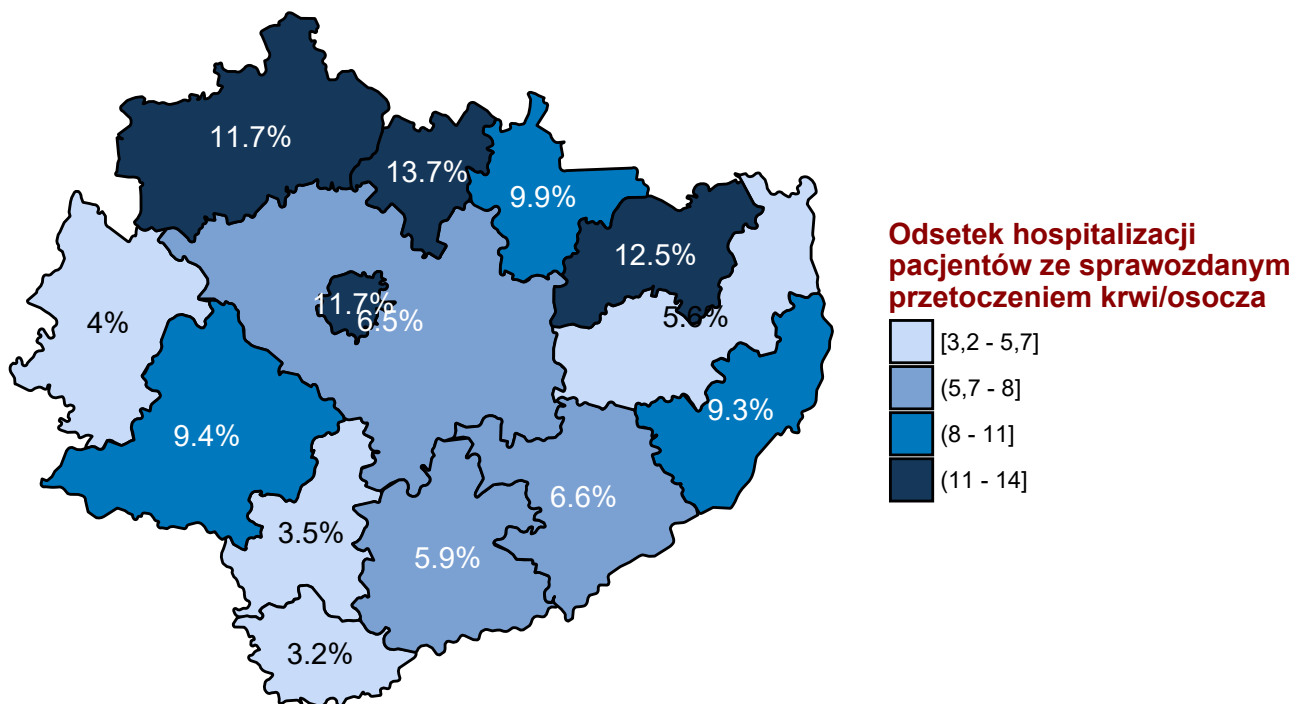 11.7%
13.7%
9.9%
12.5%
11.7%
6.5%
5.6%
4%
9.3%
9.4%
6.6%
3.5%
5.9%
3.2%
Odsetek hospitalizacji
pacjentów ze sprawozdanym
przetoczeniem krwi/osocza
[3,2 - 5,7]
(5,7 - 8]
(8 - 11]
(11 - 14]